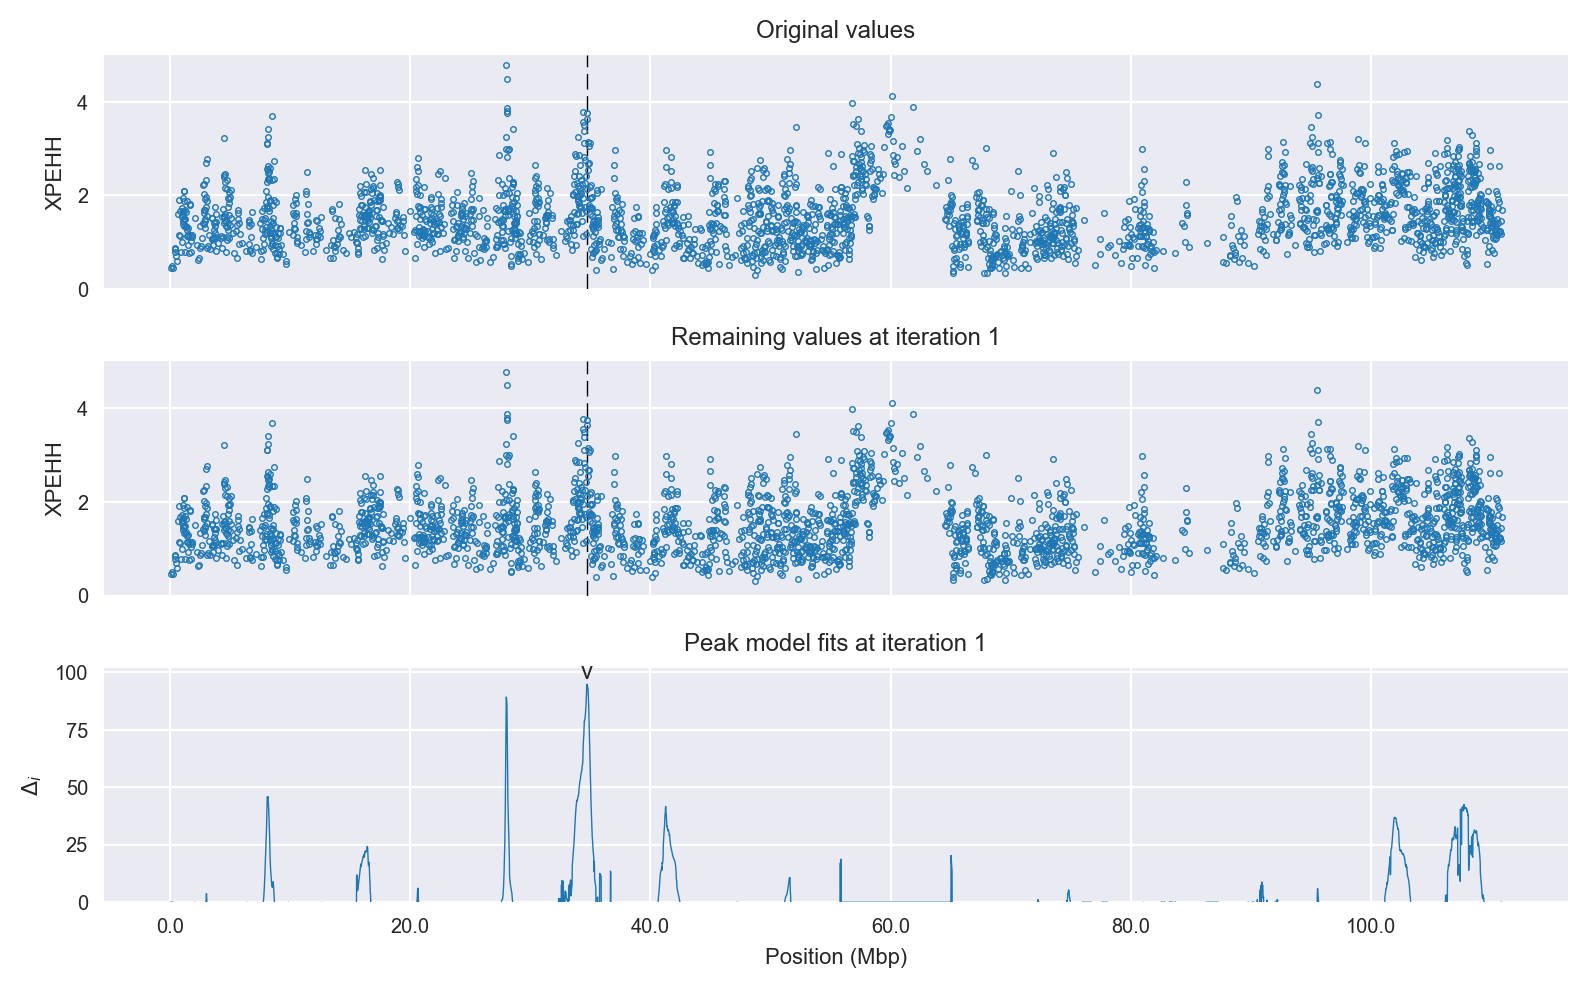 Original values
4
2
0
XPEHH
Remaining values at iteration 1
4
2
0
XPEHH
Peak model fits at iteration 1
v
100
75
50
25
0
Δi
0.0 20.0 40.0 60.0 80.0 100.0
Position (Mbp)